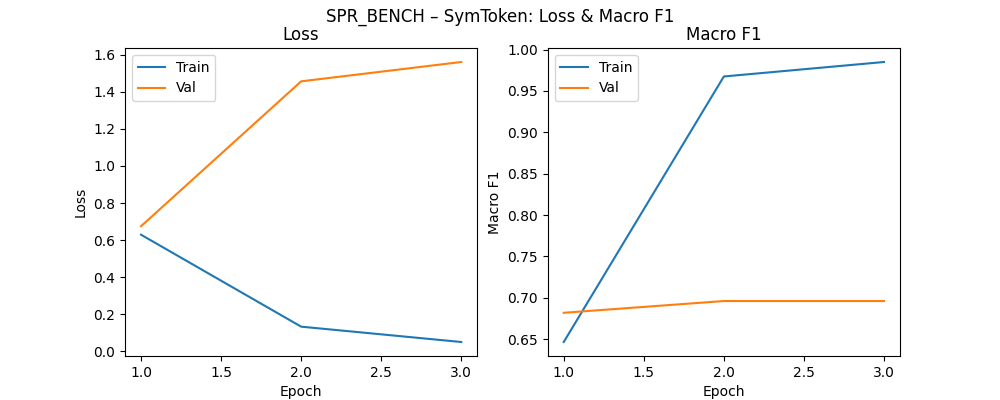 SPR_BENCH – SymToken: Loss & Macro F1
Loss
Train
Val
1.6
1.4
1.2
1.0
0.8
0.6
0.4
0.2
0.0
Loss
1.0 1.5 2.0 2.5 3.0
Epoch
Macro F1
Train
Val
1.00
0.95
0.90
0.85
0.80
0.75
0.70
0.65
Macro F1
1.0 1.5 2.0 2.5 3.0
Epoch